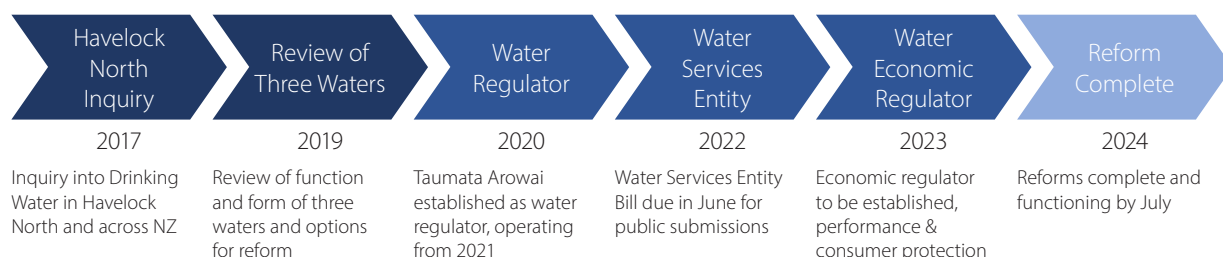 Havelock
North
Inquiry
2017
Inquiry into Drinking
Water in Havelock
North and across NZ
Review of
Three Waters
2019
Review of function
and form of three
waters and options
for reform
Water
Regulator
2020
Taumata Arowai
established as water
regulator, operating
from 2021
Water
Services
Entity
2022
Water Services Entity
Bill due in June for
public submissions
Water
Economic
Regulator
2023
Economic regulator
to be established,
performance &
consumer protection
Reform
Complete
2024
Reforms complete and
functioning by July